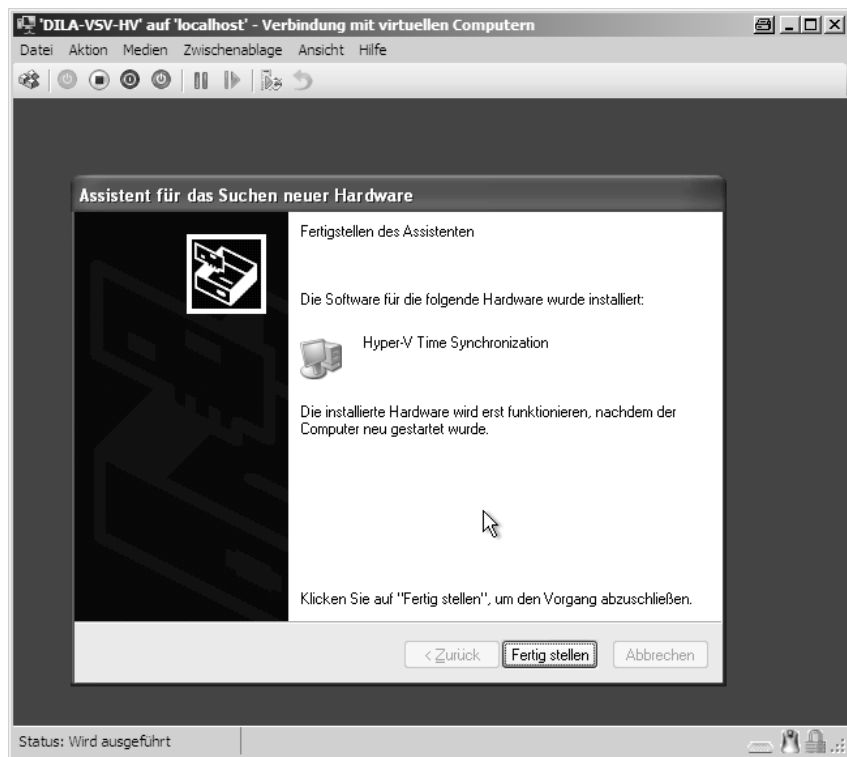 'DILA-VSV-HV' auf 'localhost' - Verbindung mit virtuellen Computern
Datei Aktion Medien Zwischenablage Ansicht Hilfe
Assistent für das Suchen neuer Hardware
Fertigstellen des Assistenten
Die Software für die folgende Hardware wurde installiert:
Hyper-V Time Synchronization
Die installierte Hardware wird erst funktionieren, nachdem der
Computer neu gestartet wurde.
Klicken Sie auf "Fertig stellen", um den Vorgang abzuschließen.
< Zurück Fertig stellen Abbrechen
Status: Wird ausgeführt